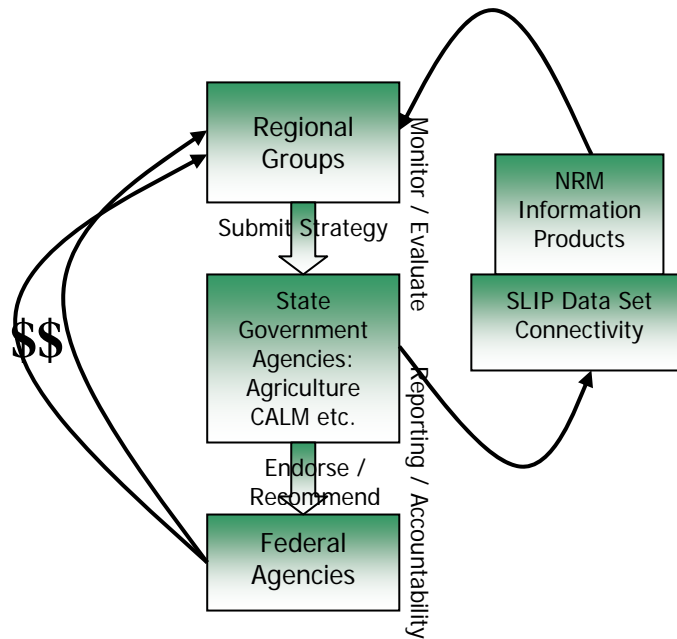 Regional
Groups
Submit Strategy
State
Government
Agencies:
Agriculture
CALM etc.
Endorse /
Recommend
Federal
Agencies
$$
Monitor / Evaluate
Reporting / Accountability
NRM
Information
Products
SLIP Data Set
Connectivity